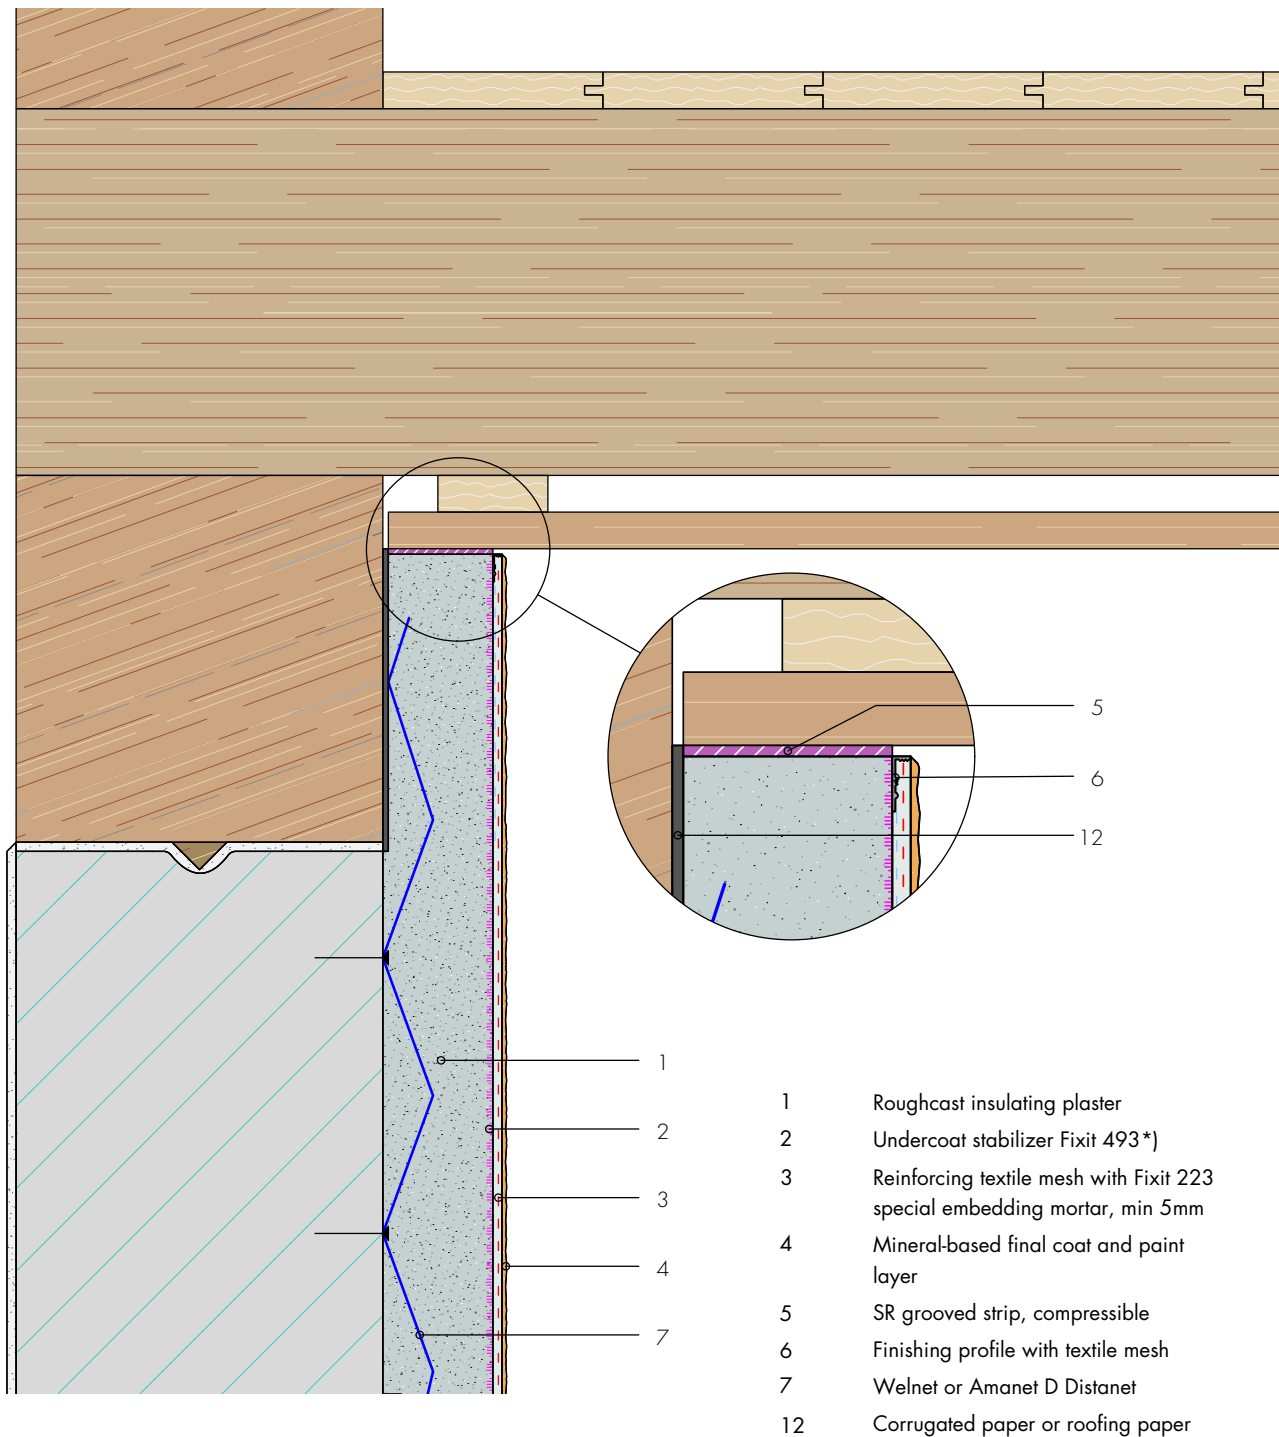 5
6
12
1
2
3
4
7
1 Roughcast insulating plaster
2 Undercoat stabilizer Fixit 493*)
3 Reinforcing textile mesh with Fixit 223
special embedding mortar, min 5mm
4 Mineral-based final coat and paint
layer
5 SR grooved strip, compressible
6 Finishing profile with textile mesh
7 Welnet or Amanet D Distanet
12 Corrugated paper or roofing paper